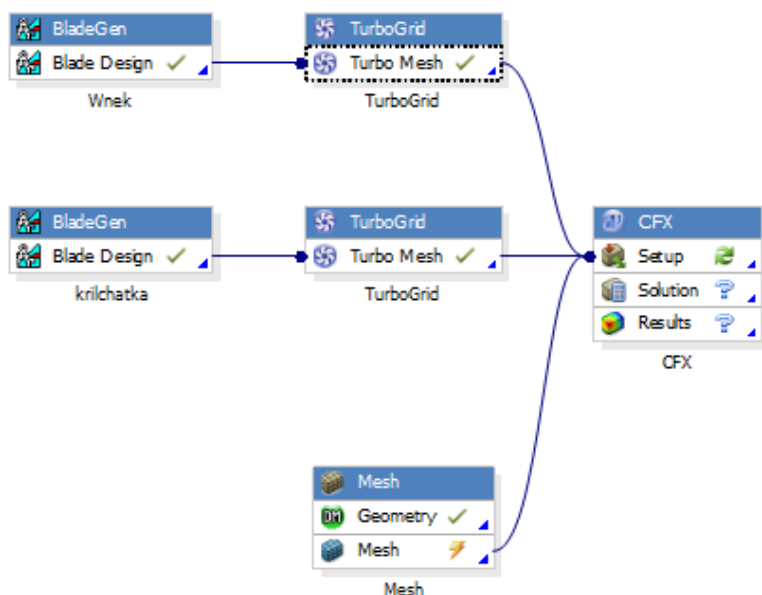 BladeGen
Blade Design
Wnek
TurboGrid
Turbo Mesh
TurboGrid
BladeGen
Blade Design
krilchatka
TurboGrid
Turbo Mesh
TurboGrid
CFX
Setup
Solution
Results
CFX
Mesh
DM Geometry
Mesh
Mesh